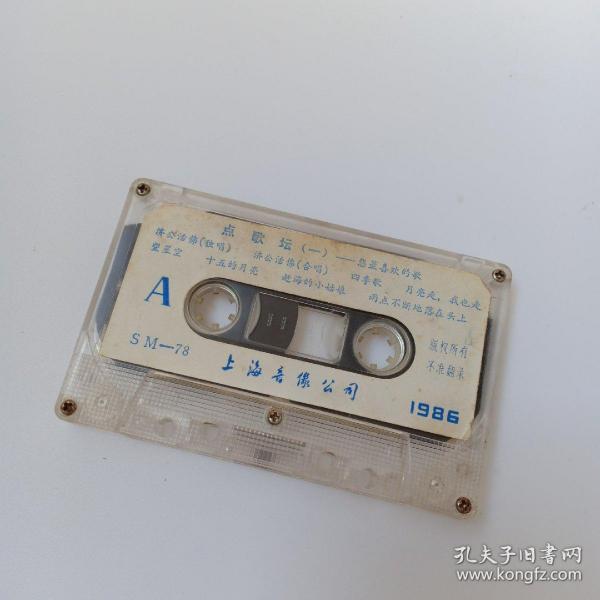 点歌坛(一)——您最喜欢的歌
济公活佛(独唱) 济公活佛(合唱) 四季歌 月亮走,我也走
望星空 十五的月亮 赶海的小姑娘 雨点不断地落在头上
A
SM—78
版权所有
不准翻录
上海音像公司
1986
孔夫子旧书网
www.kongfz.com